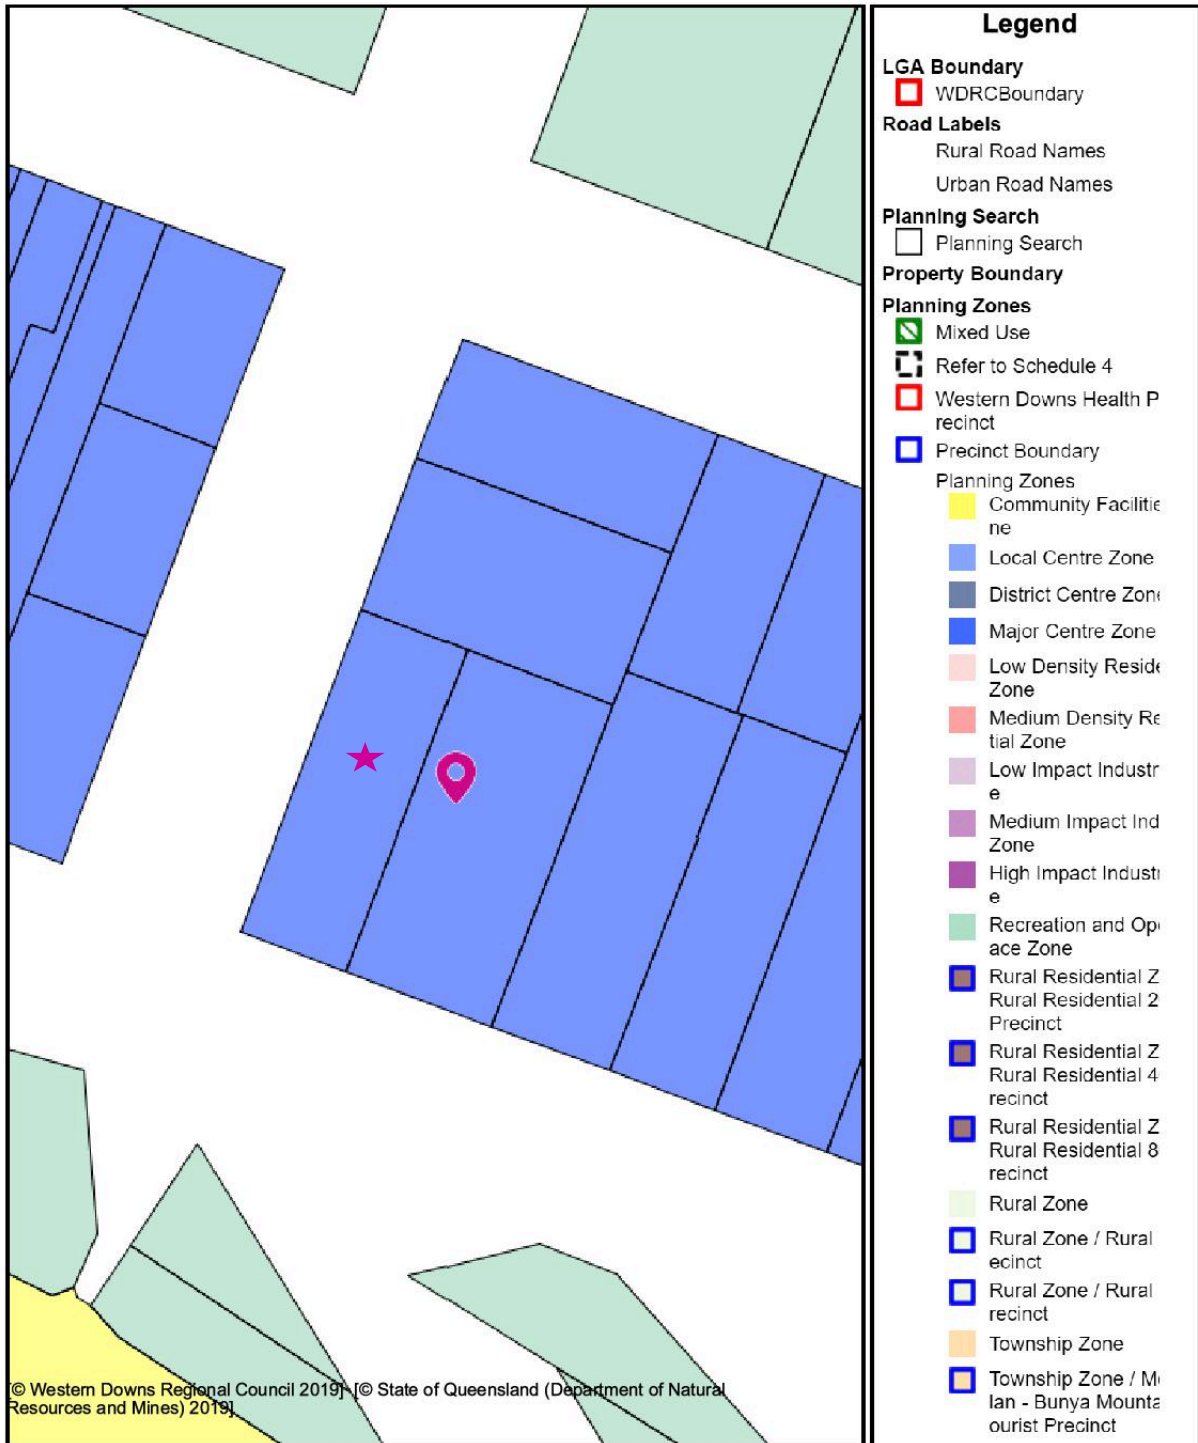 Legend
LGA Boundary
WDRCBoundary
Road Labels
Rural Road Names
Urban Road Names
Planning Search
Planning Search
Property Boundary
Planning Zones
Mixed Use
Refer to Schedule 4
Western Downs Health P
recinct
Precinct Boundary
Planning Zones
Community Facilitie
ne
Local Centre Zone
District Centre Zone
Major Centre Zone
Low Density Reside
Zone
Medium Density Re
tial Zone
Low Impact Industr
e
Medium Impact Ind
Zone
High Impact Industr
e
Recreation and Ope
ace Zone
Rural Residential Z
Rural Residential 2
Precinct
Rural Residential Z
Rural Residential 4
recinct
Rural Residential Z
Rural Residential 8
recinct
Rural Zone
Rural Zone / Rural
ecinct
Rural Zone / Rural
recinct
Township Zone
Township Zone / Mo
lan - Bunya Mounta
ourist Precinct
[© Western Downs Regional Council 2019] [© State of Queensland (Department of Natural
Resources and Mines) 2019]